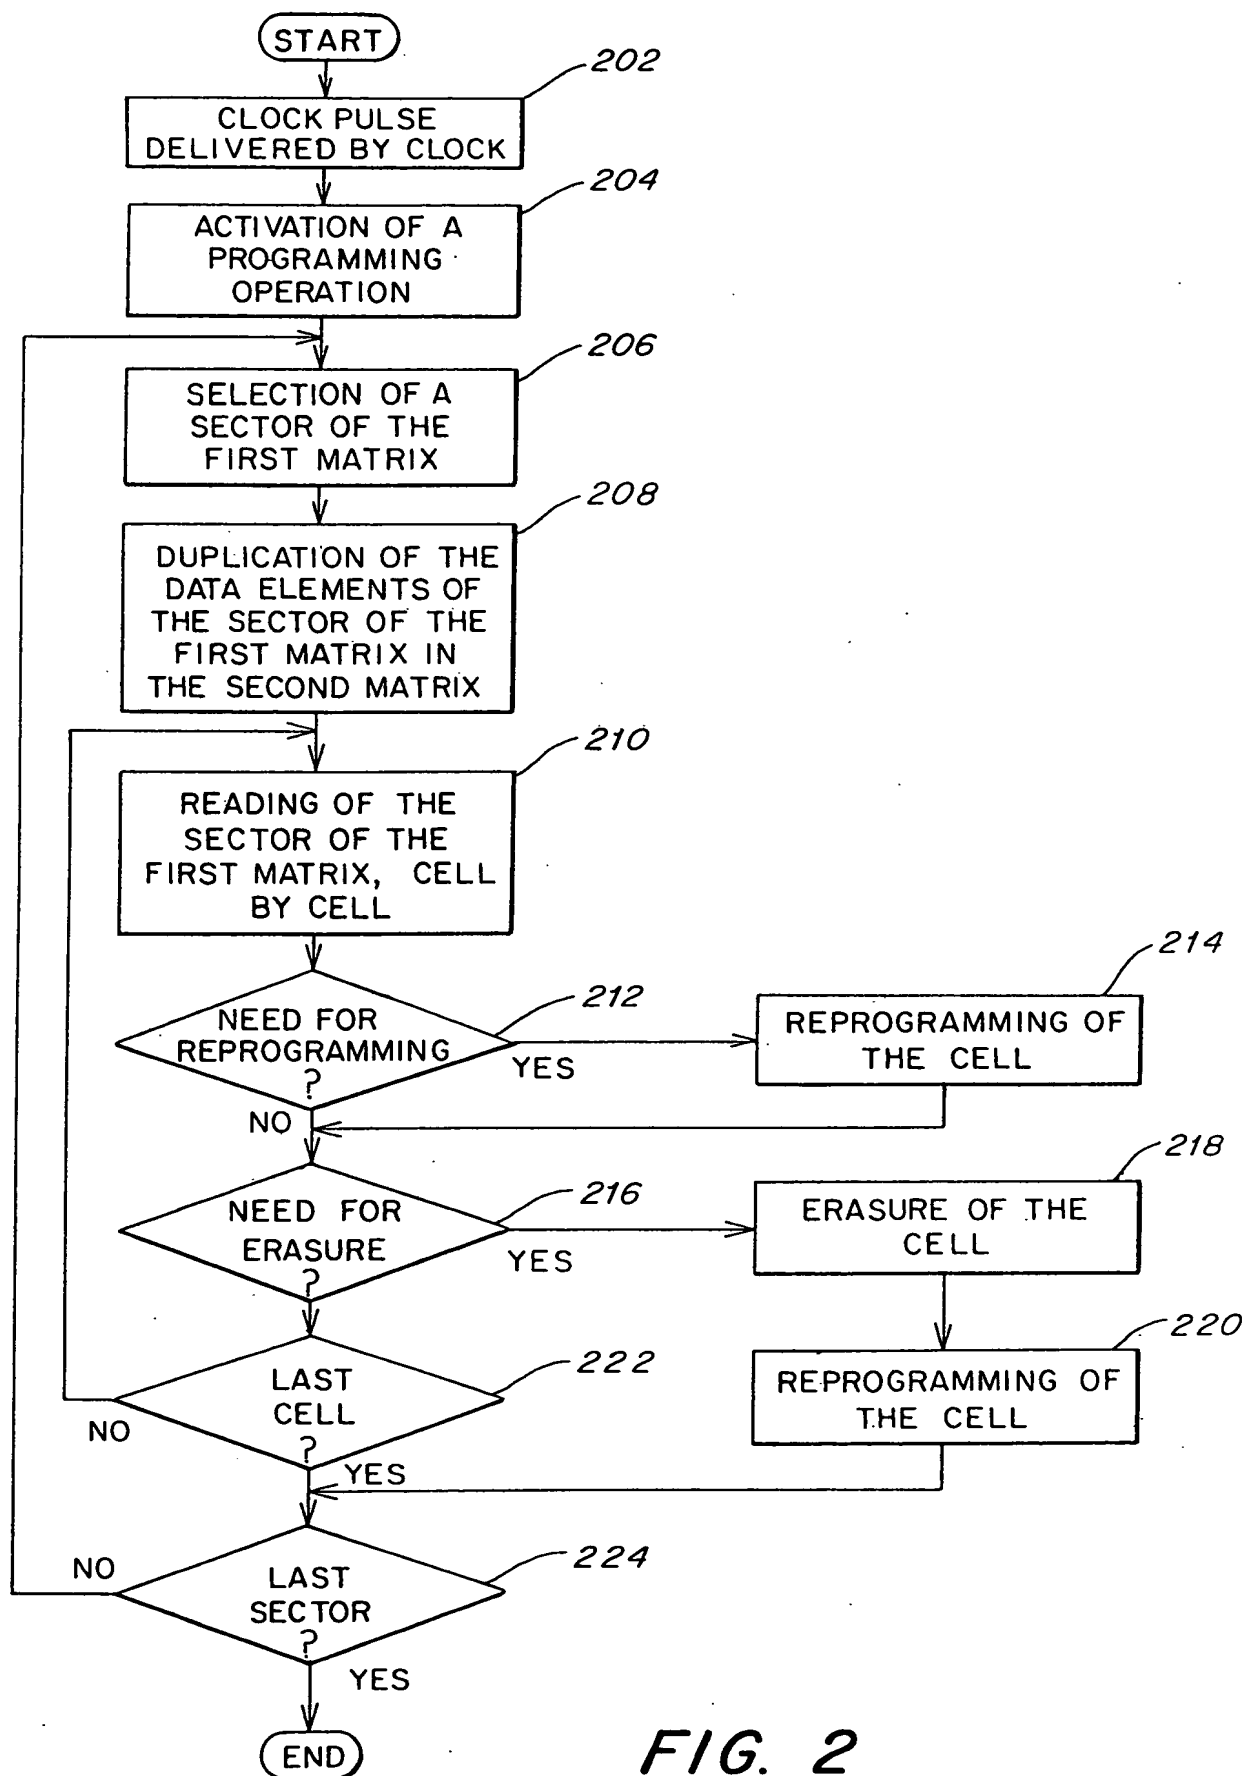 START
202
CLOCK PULSE
DELIVERED BY CLOCK
204
ACTIVATION OF A
PROGRAMMING
OPERATION
206
SELECTION OF A
SECTOR OF THE
FIRST MATRIX
208
DUPLICATION OF THE
DATA ELEMENTS OF
THE SECTOR OF THE
FIRST MATRIX IN
THE SECOND MATRIX
210
READING OF THE
SECTOR OF THE
FIRST MATRIX, CELL
BY CELL
212
NEED FOR
REPROGRAMMING
?
YES
NO
214
REPROGRAMMING OF
THE CELL
216
NEED FOR
ERASURE
?
YES
218
ERASURE OF THE
CELL
220
REPROGRAMMING OF
THE CELL
222
LAST
CELL
?
NO
YES
224
LAST
SECTOR
?
NO
YES
END
FIG. 2